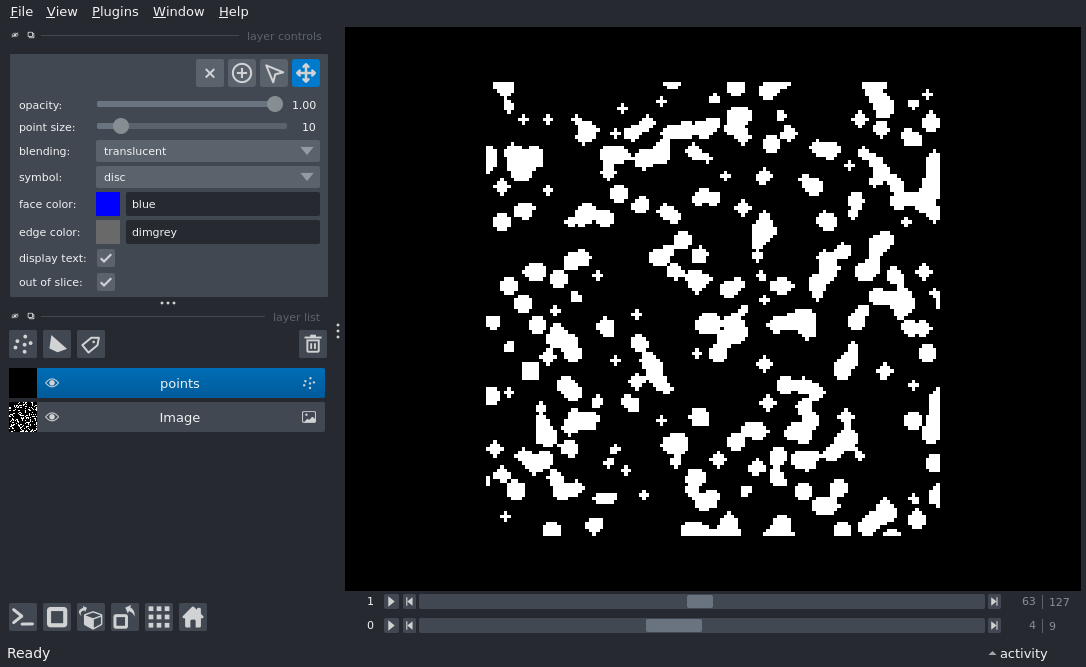 File View Plugins Window Help
layer controls
opacity: 1.00
point size: 10
blending: translucent
symbol: disc
face color: blue
edge color: dimgrey
display text:
out of slice:
layer list
points
Image
1 63 127
0 4 9
Ready activity